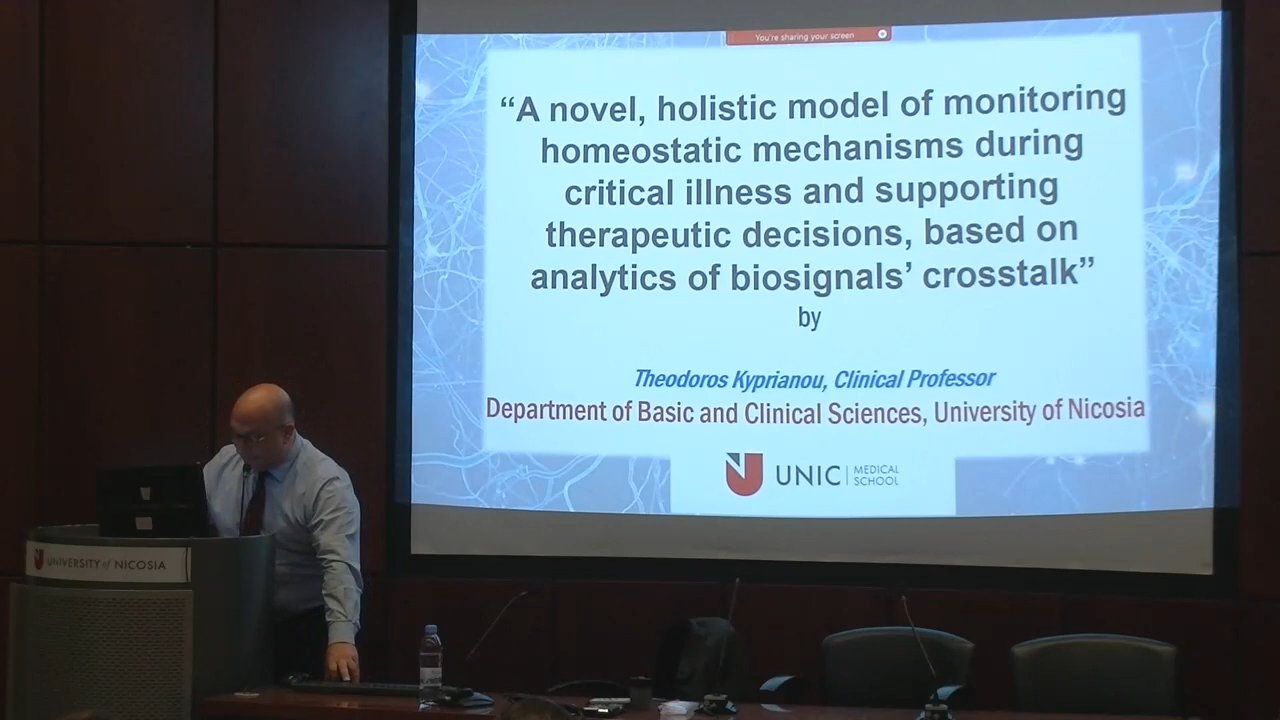 You're sharing your screen
“A novel, holistic model of monitoring
homeostatic mechanisms during
critical illness and supporting
therapeutic decisions, based on
analytics of biosignals’ crosstalk”
by
Theodoros Kyprianou, Clinical Professor
Department of Basic and Clinical Sciences, University of Nicosia
UNIC MEDICAL
SCHOOL
UNIVERSITY of NICOSIA